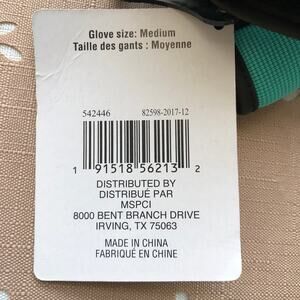 Glove size: Medium
Taille des gants : Moyenne
542446 82598-2017-12
1 91518 56213 2
DISTRIBUTED BY
DISTRIBUÉ PAR
MSPCI
8000 BENT BRANCH DRIVE
IRVING, TX 75063
MADE IN CHINA
FABRIQUÉ EN CHINE